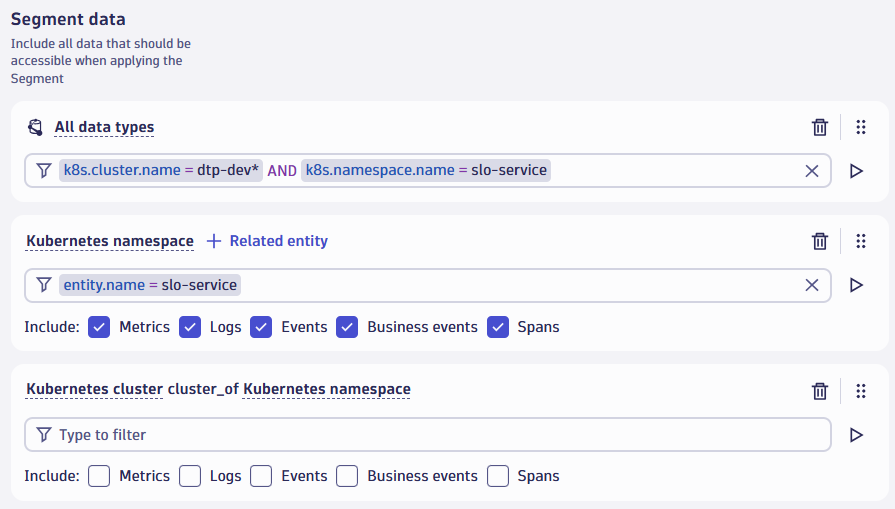 Segment data
Include all data that should be
accessible when applying the
Segment
All data types
k8s.cluster.name = dtp-dev* AND k8s.namespace.name = slo-service
Kubernetes namespace + Related entity
entity.name = slo-service
Include: Metrics Logs Events Business events Spans
Kubernetes cluster cluster_of Kubernetes namespace
Type to filter
Include: Metrics Logs Events Business events Spans